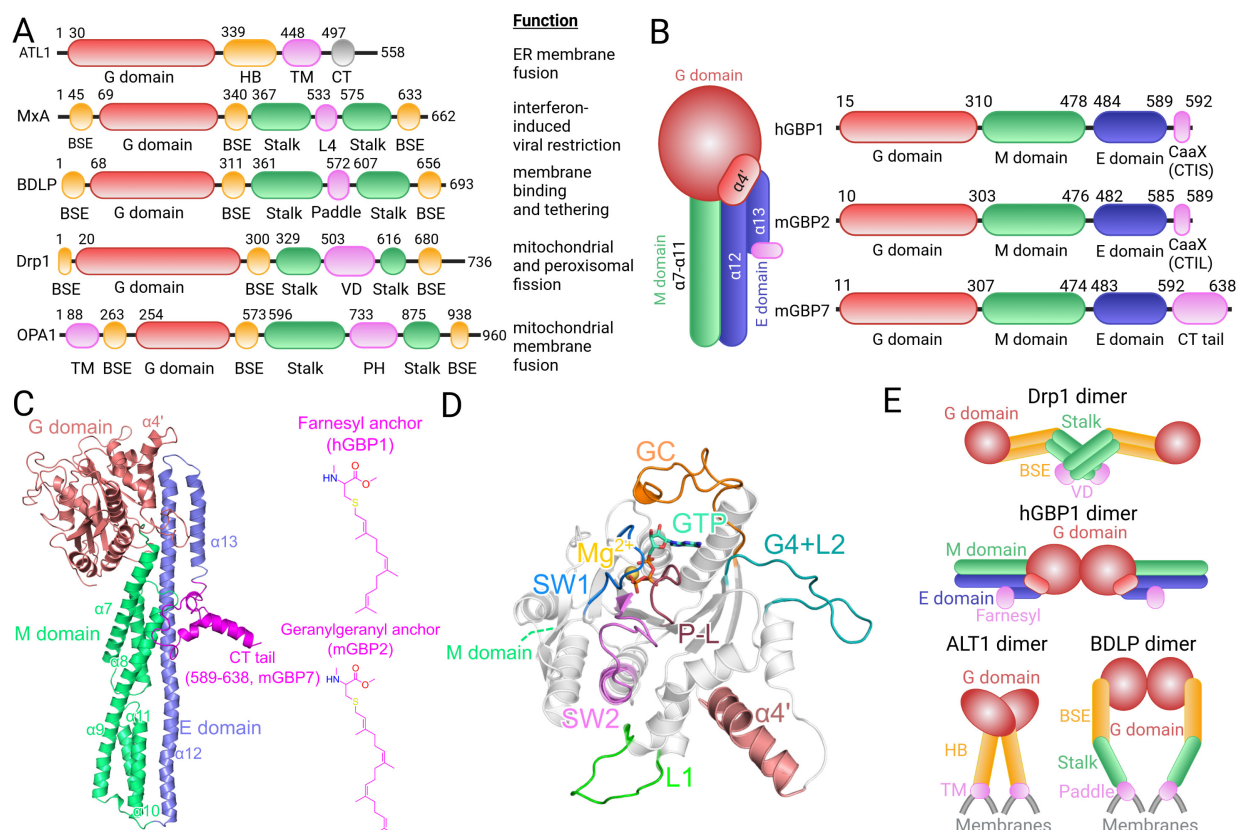 A
Function
1 30 339 448 497
ATL1 558
G domain HB TM CT
ER membrane
fusion
1 45 69 340 367 533 575 633
MxA 662
BSE G domain BSE Stalk L4 Stalk BSE
interferon-
induced
viral restriction
1 68 311 361 572 607 656
BDLP 693
BSE G domain BSE Stalk Paddle Stalk BSE
membrane
binding
and tethering
1 20 300 329 503 616 680
Drp1 736
BSE G domain BSE Stalk VD Stalk BSE
mitochondrial
and peroxisomal
fission
1 88 263 254 573 596 733 875 938
OPA1 960
TM BSE G domain BSE Stalk PH Stalk BSE
mitochondrial
membrane
fusion
B
G domain
α4'
α13
α12
M domain
α7-α11
E domain
15 310 478 484 589 592
hGBP1
G domain M domain E domain CaaX
(CTIS)
10 303 476 482 585 589
mGBP2
G domain M domain E domain CaaX
(CTIL)
11 307 474 483 592 638
mGBP7
G domain M domain E domain CT tail
C
G domain
α4'
α13
α7
M domain
α8
CT tail
(589-638, mGBP7)
α9
α11
E domain
α12
α10
Farnesyl anchor
(hGBP1)
HN
O
O
S
Geranylgeranyl anchor
(mGBP2)
HN
O
O
S
D
GC
GTP
Mg2+
G4+L2
SW1
P-L
M domain
SW2
α4'
L1
E
Drp1 dimer
G domain
Stalk
BSE
VD
hGBP1 dimer
G domain
M domain
E domain
Farnesyl
ALT1 dimer
G domain
HB
TM
Membranes
BDLP dimer
BSE
G domain
Stalk
Paddle
Membranes